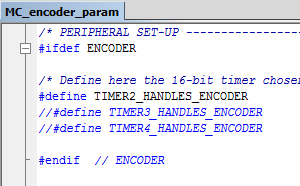 MC_encoder_param
/* PERIPHERAL SET-UP -----------------
#ifdef ENCODER
/* Define here the 16-bit timer chosen
#define TIMER2_HANDLES_ENCODER
//#define TIMER3_HANDLES_ENCODER
//#define TIMER4_HANDLES_ENCODER
#endif  // ENCODER